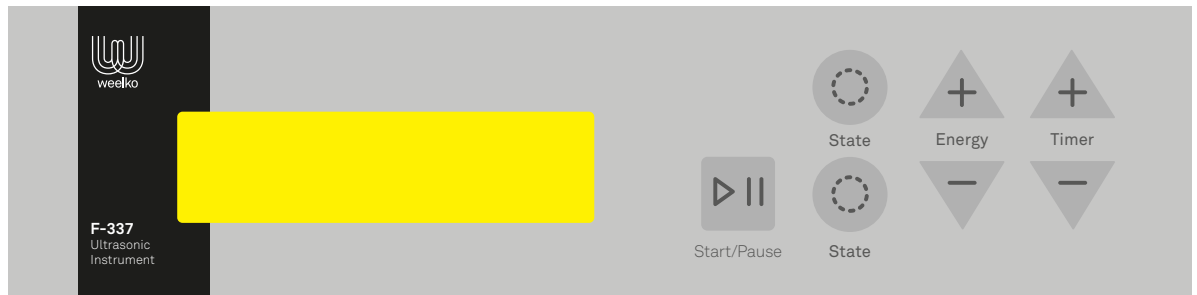 weelko
F-337
Ultrasonic
Instrument
Start/Pause
State
State
Energy
Timer